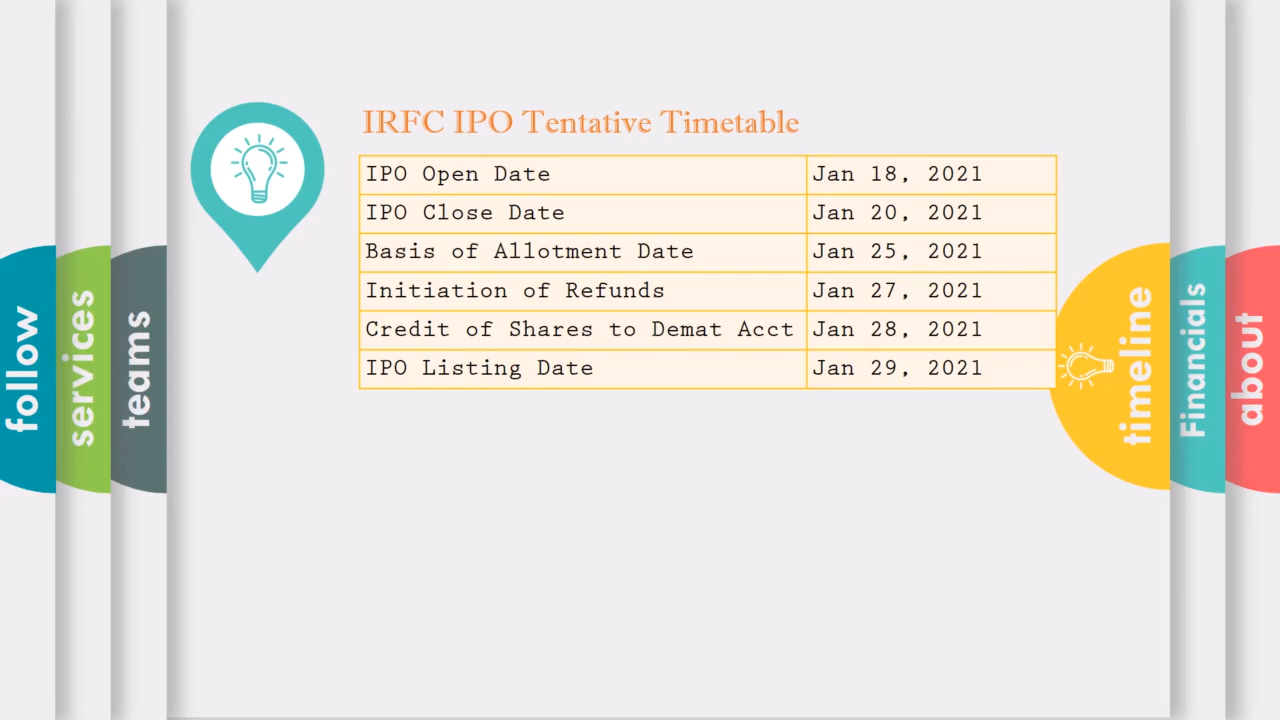 IRFC IPO Tentative Timetable
IPO Open Date Jan 18, 2021
IPO Close Date Jan 20, 2021
Basis of Allotment Date Jan 25, 2021
Initiation of Refunds Jan 27, 2021
Credit of Shares to Demat Acct Jan 28, 2021
IPO Listing Date Jan 29, 2021
follow
services
teams
timeline
Financials
about